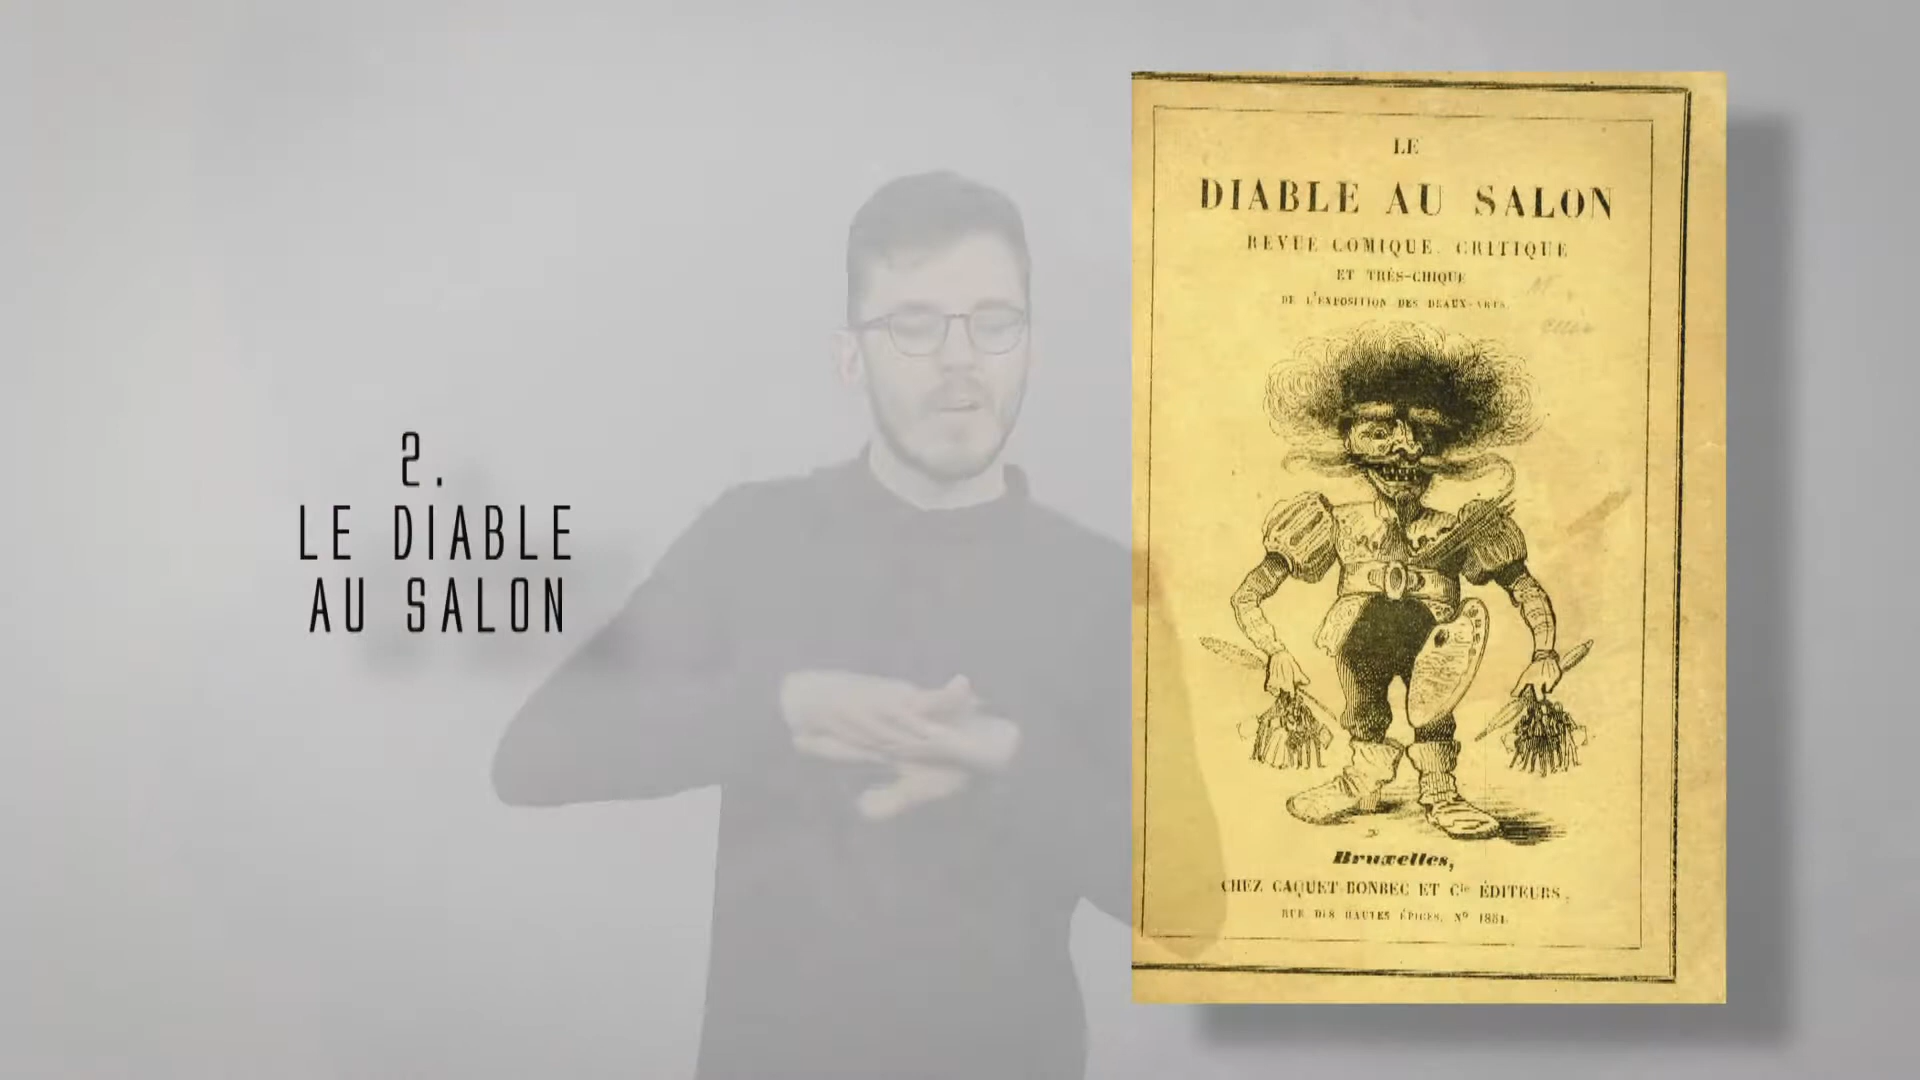 2.
LE DIABLE
AU SALON
LE
DIABLE AU SALON
REVUE COMIQUE, CRITIQUE
ET TRÈS-CHIQUE
DE L'EXPOSITION DES BEAUX-ARTS.
Bruxelles,
CHEZ CAQUET-BONBEC ET Cie ÉDITEURS,
RUE DES HAUTES ÉPICES, Nº 1851.